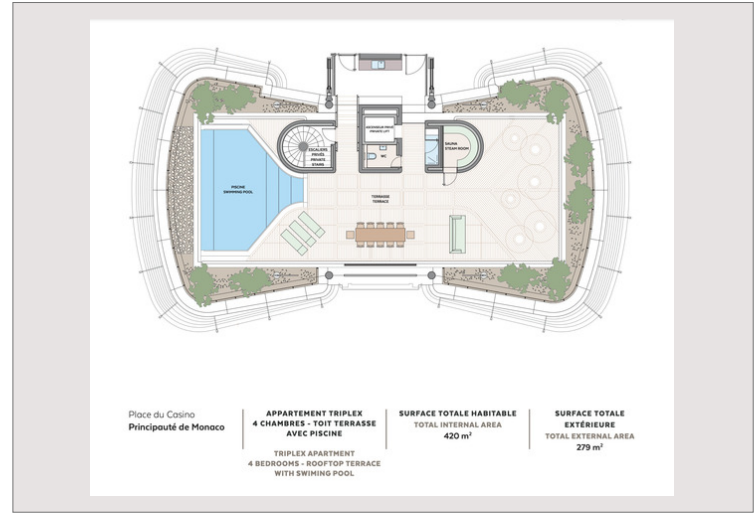 ASCENSEUR PRIVÉ
PRIVATE LIFT
ESCALIERS
PRIVÉS
PRIVATE
STAIRS
WC
SAUNA
STEAM ROOM
PISCINE
SWIMING POOL
TERRASSE
TERRACE
Place du Casino
Principauté de Monaco
APPARTEMENT TRIPLEX
4 CHAMBRES - TOIT TERRASSE
AVEC PISCINE
TRIPLEX APARTMENT
4 BEDROOMS - ROOFTOP TERRACE
WITH SWIMING POOL
SURFACE TOTALE HABITABLE
TOTAL INTERNAL AREA
420 m²
SURFACE TOTALE
EXTÉRIEURE
TOTAL EXTERNAL AREA
279 m²